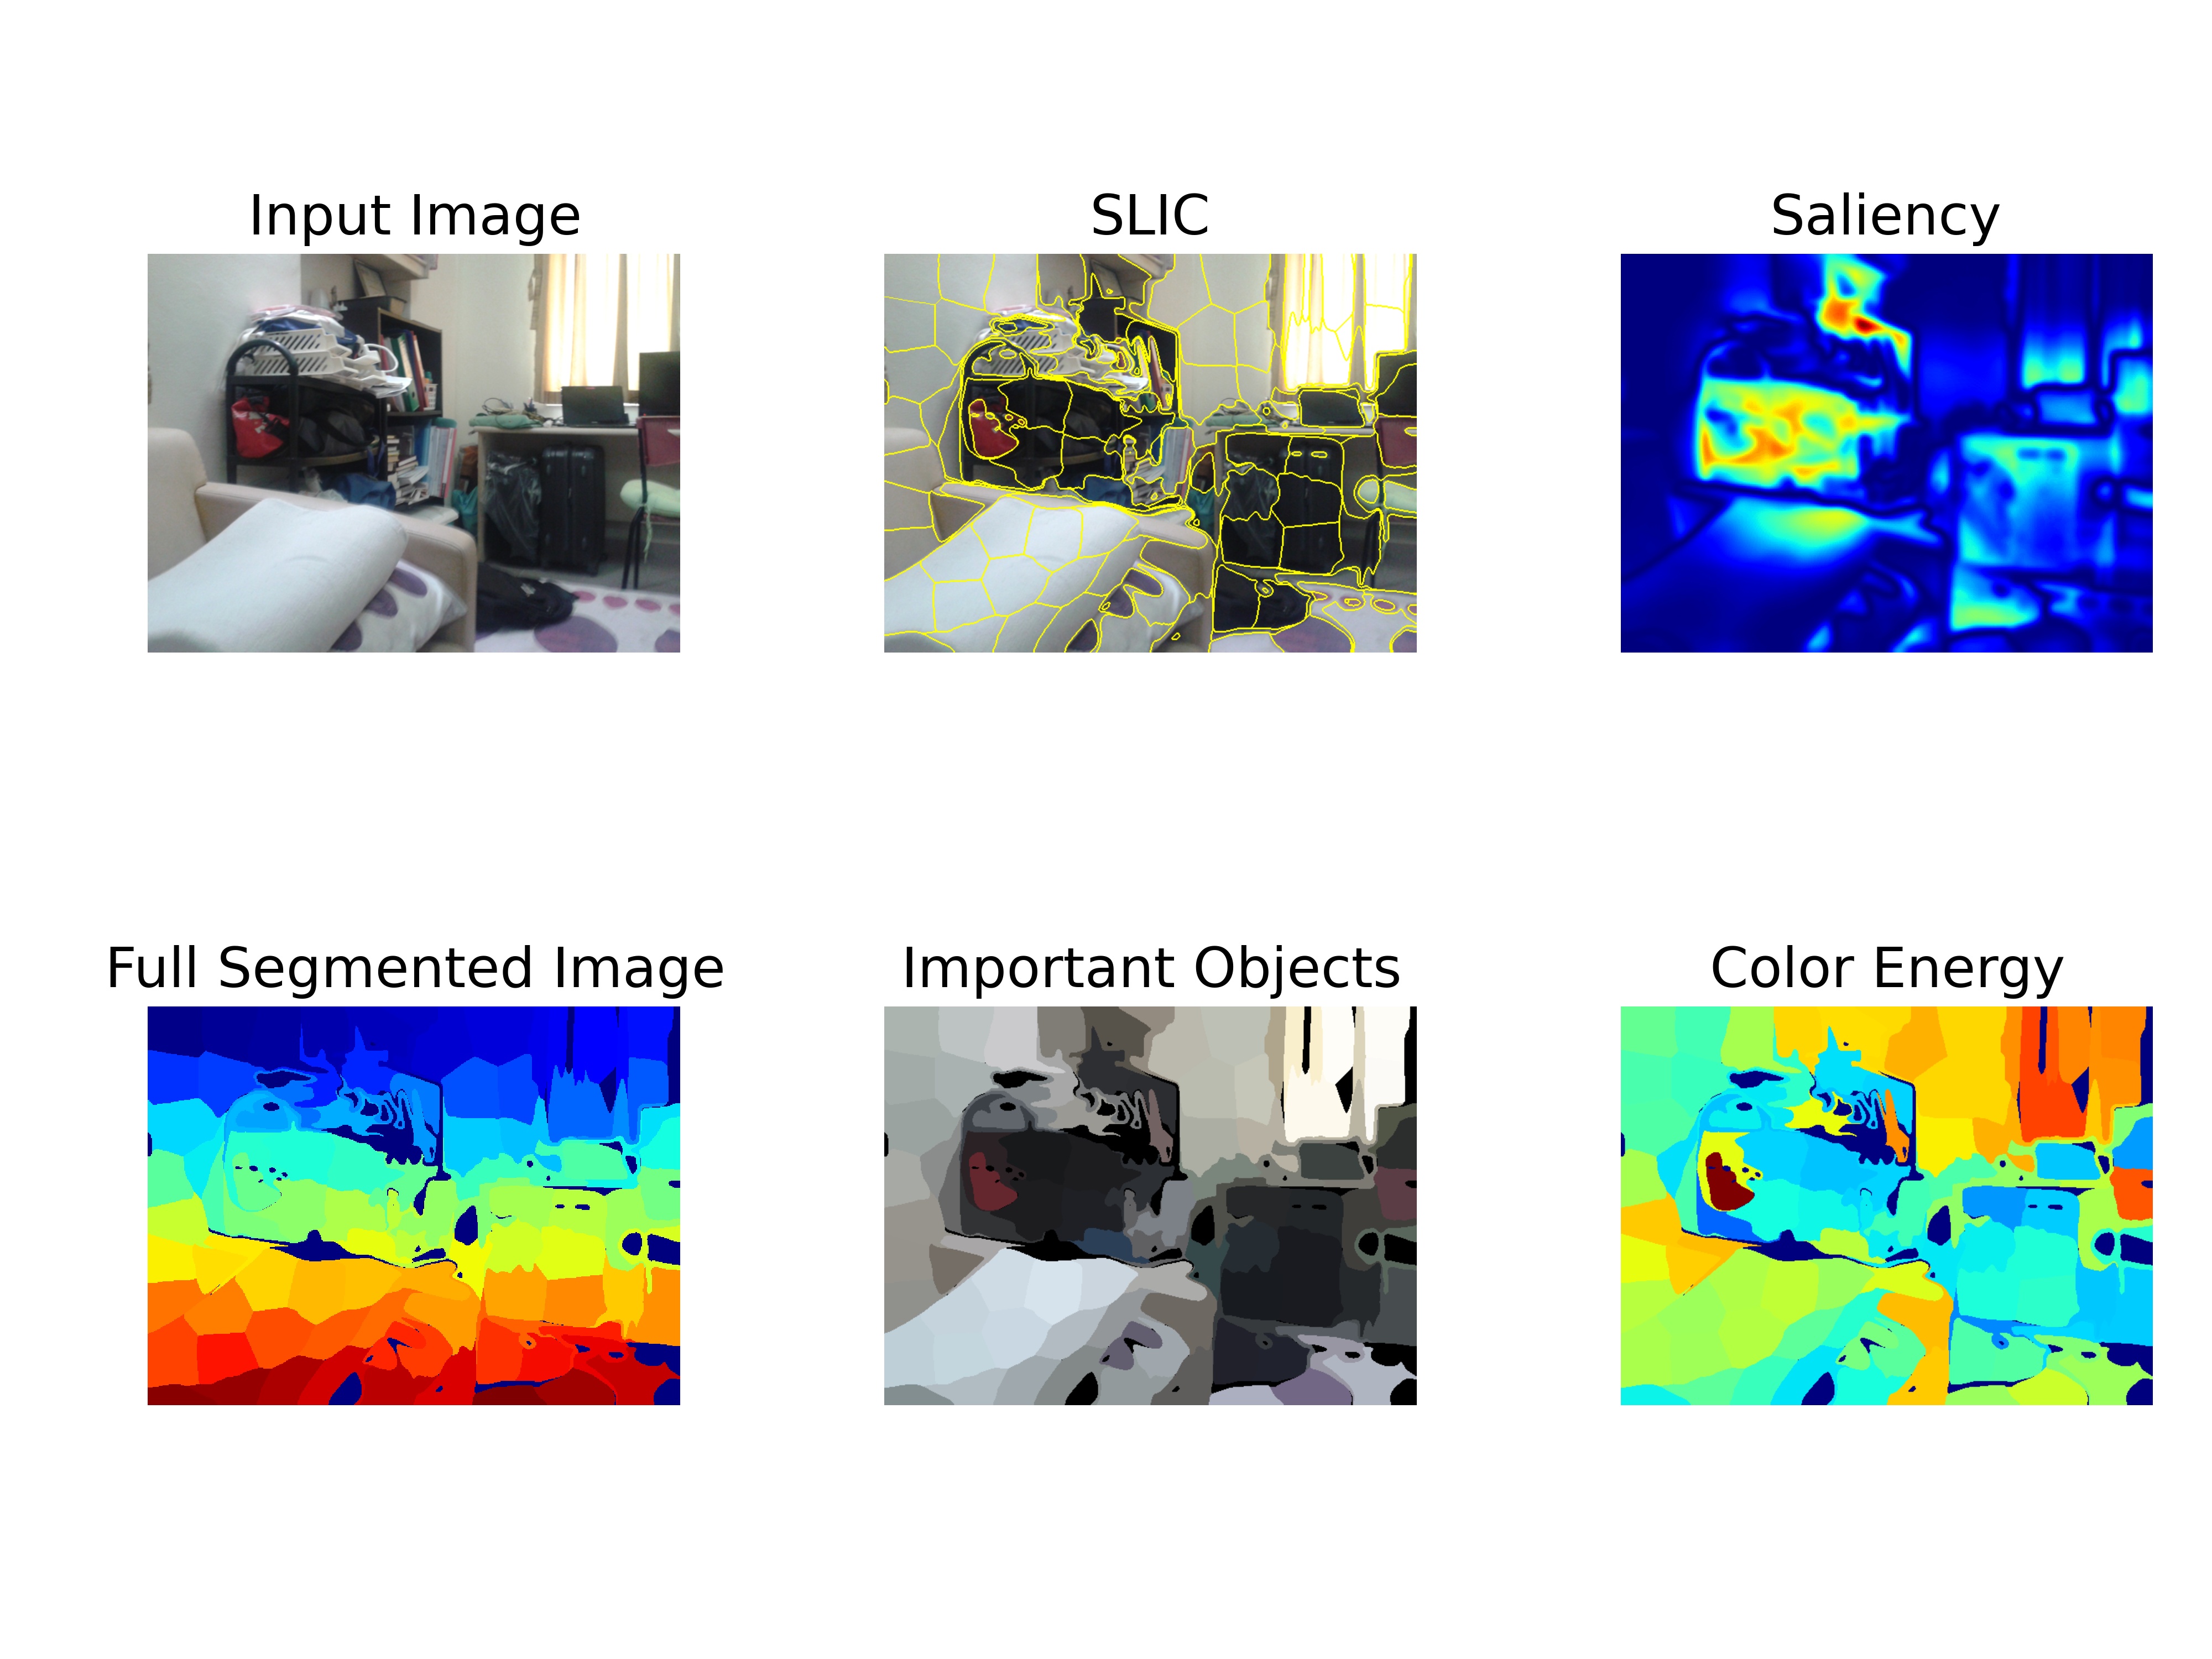 Input Image
SLIC
Saliency
Full Segmented Image
Important Objects
Color Energy